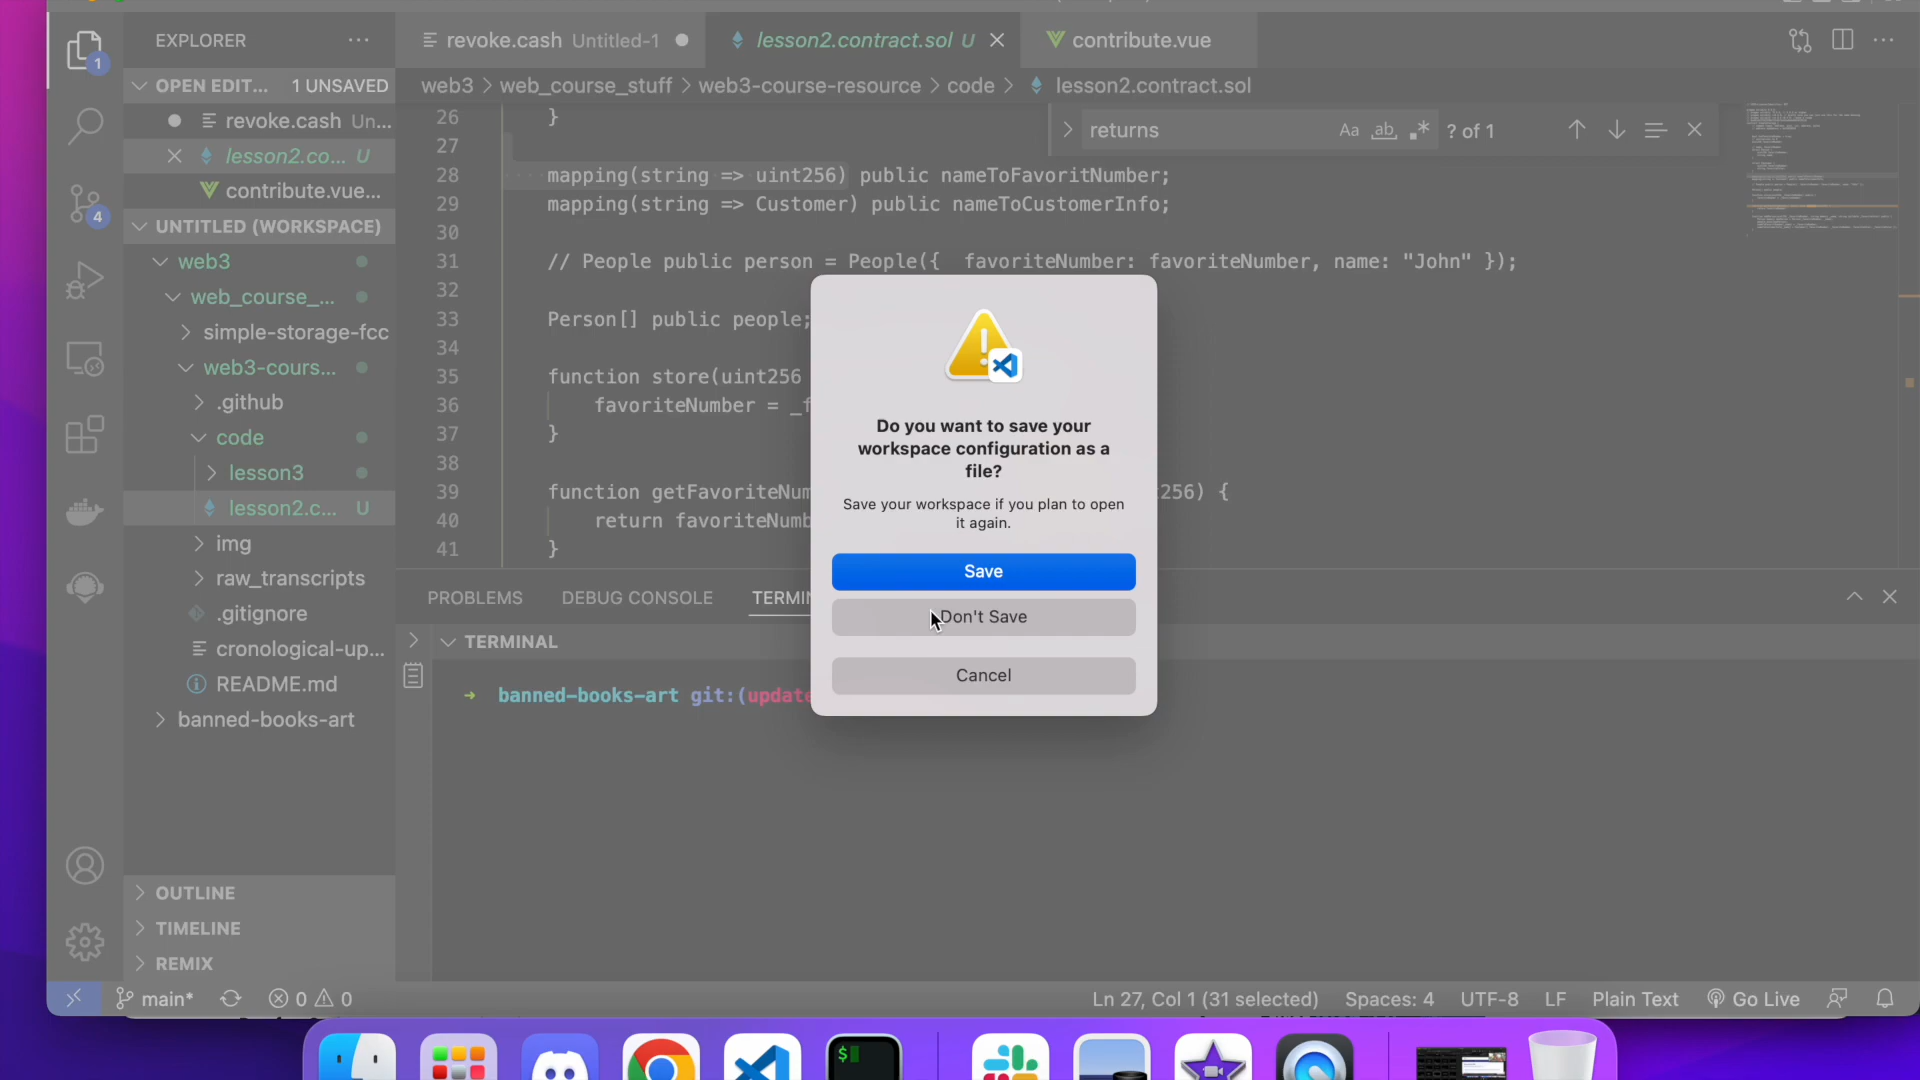 EXPLORER
revoke.cash Untitled-1
lesson2.contract.sol U
contribute.vue
1
OPEN EDIT... 1 UNSAVED
web3 > web_course_stuff > web3-course-resource > code > lesson2.contract.sol
revoke.cash Un...
lesson2.co... U
contribute.vue...
returns
Aa ab
? of 1
4
UNTITLED (WORKSPACE)
web3
web_course_...
simple-storage-fcc
web3-cours...
.github
code
lesson3
lesson2.c... U
img
raw_transcripts
.gitignore
cronological-up...
README.md
banned-books-art
OUTLINE
TIMELINE
REMIX
26 }
27
28 mapping(string => uint256) public nameToFavoritNumber;
29 mapping(string => Customer) public nameToCustomerInfo;
30
31 // People public person = People({ favoriteNumber: favoriteNumber, name: "John" });
32
33 Person[] public people;
34
35 function store(uint256
36 favoriteNumber = _f
37 }
38
39 function getFavoriteNum 256) {
40 return favoriteNumb
41 }
Do you want to save your
workspace configuration as a
file?
Save your workspace if you plan to open
it again.
Save
Don't Save
Cancel
PROBLEMS DEBUG CONSOLE TERMIN
TERMINAL
→ banned-books-art git:(update
main* 0 0 Ln 27, Col 1 (31 selected) Spaces: 4 UTF-8 LF Plain Text Go Live
$